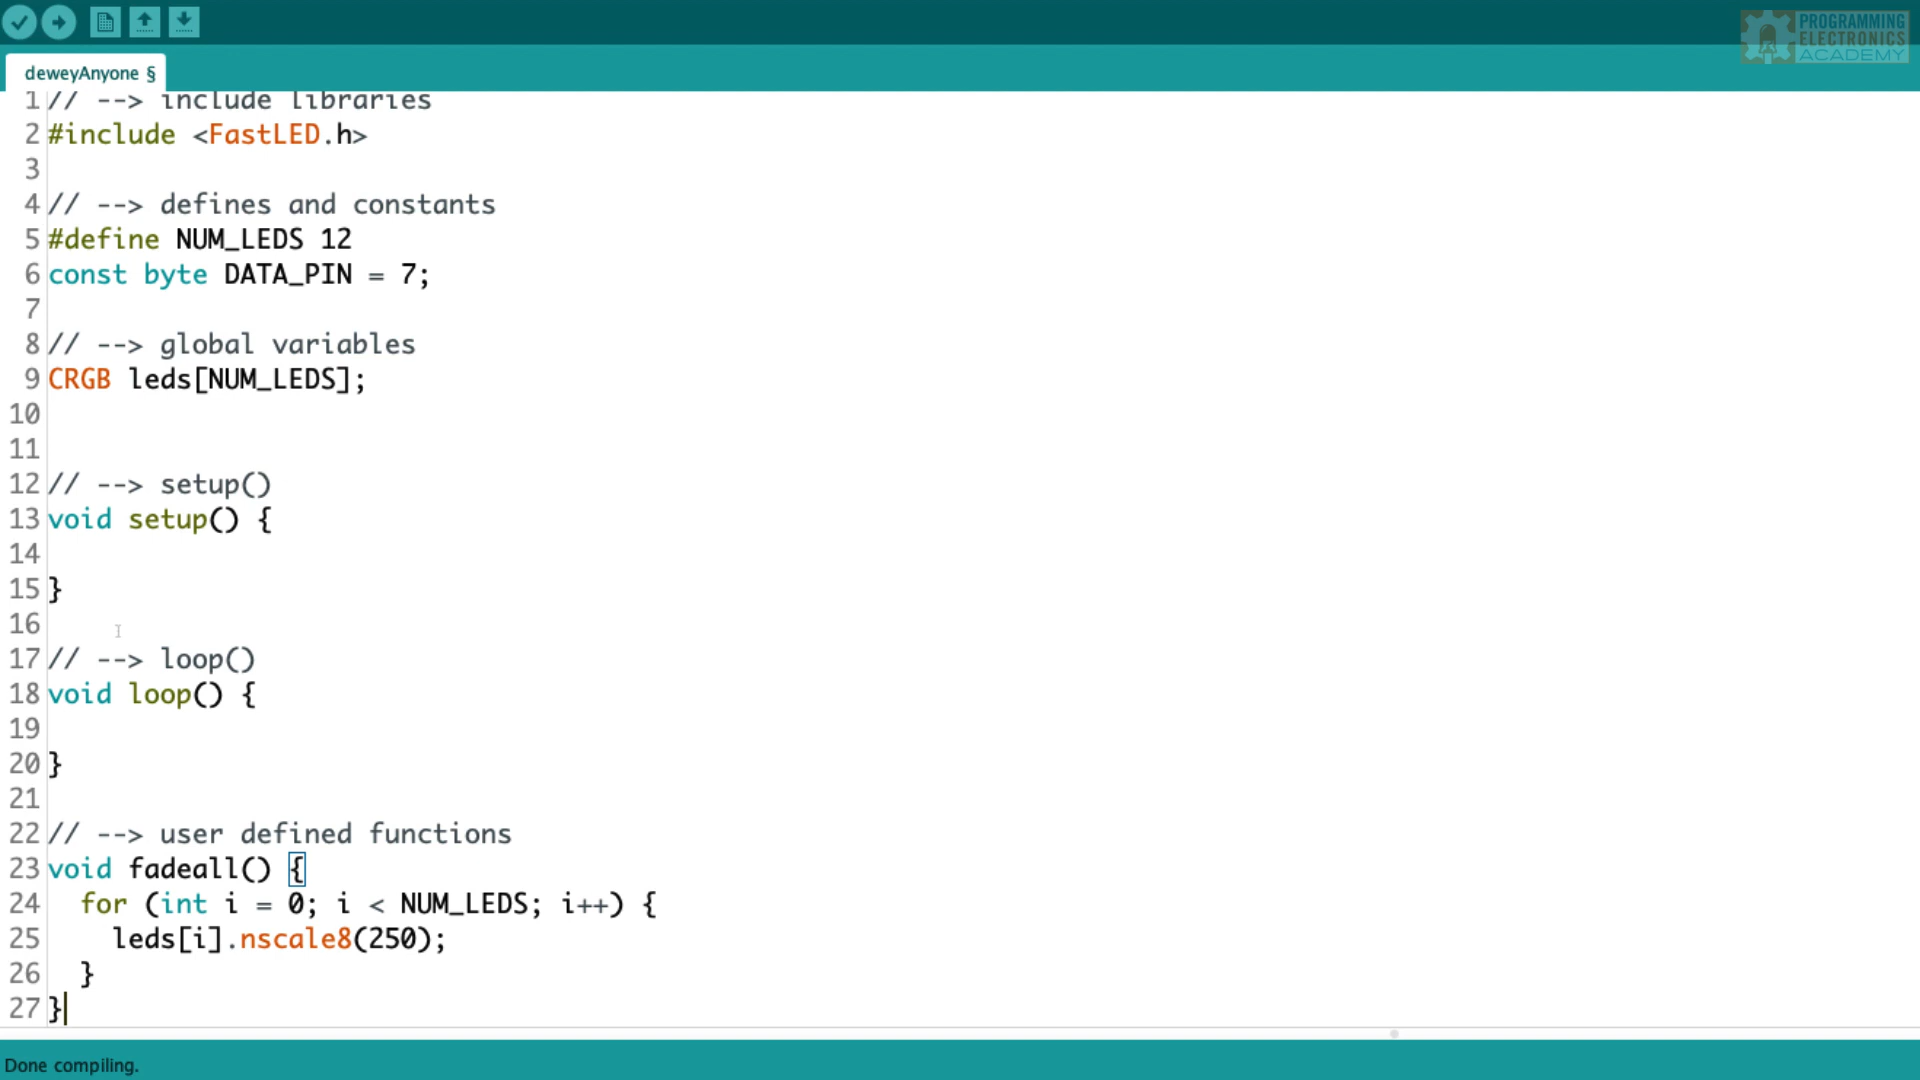 PROGRAMMING
ELECTRONICS
ACADEMY
deweyAnyone §
1 // --> include libraries
2 #include <FastLED.h>
3
4 // --> defines and constants
5 #define NUM_LEDS 12
6 const byte DATA_PIN = 7;
7
8 // --> global variables
9 CRGB leds[NUM_LEDS];
10
11
12 // --> setup()
13 void setup() {
14
15 }
16
17 // --> loop()
18 void loop() {
19
20 }
21
22 // --> user defined functions
23 void fadeall() {
24   for (int i = 0; i < NUM_LEDS; i++) {
25     leds[i].nscale8(250);
26   }
27 }
Done compiling.